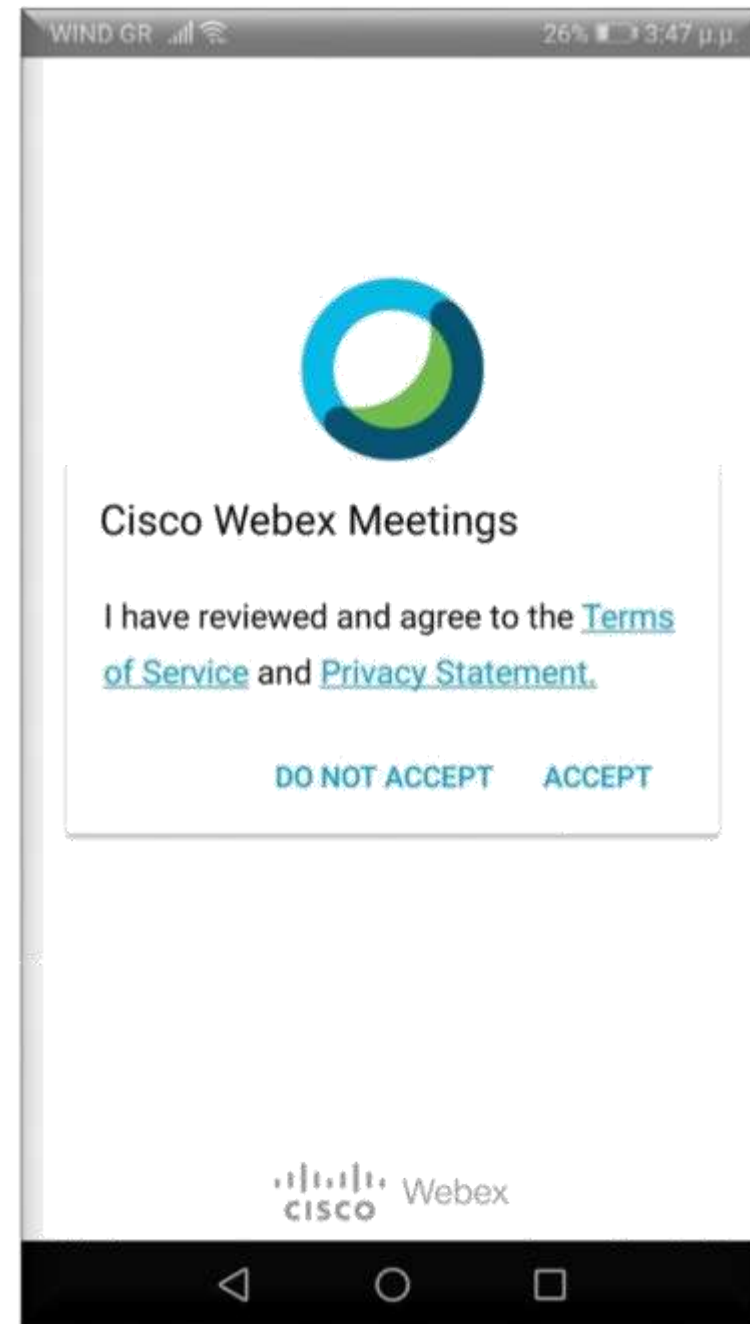 WIND GR 26% 3:47 μ.μ.
Cisco Webex Meetings
I have reviewed and agree to the Terms
of Service and Privacy Statement.
DO NOT ACCEPT ACCEPT
CISCO Webex